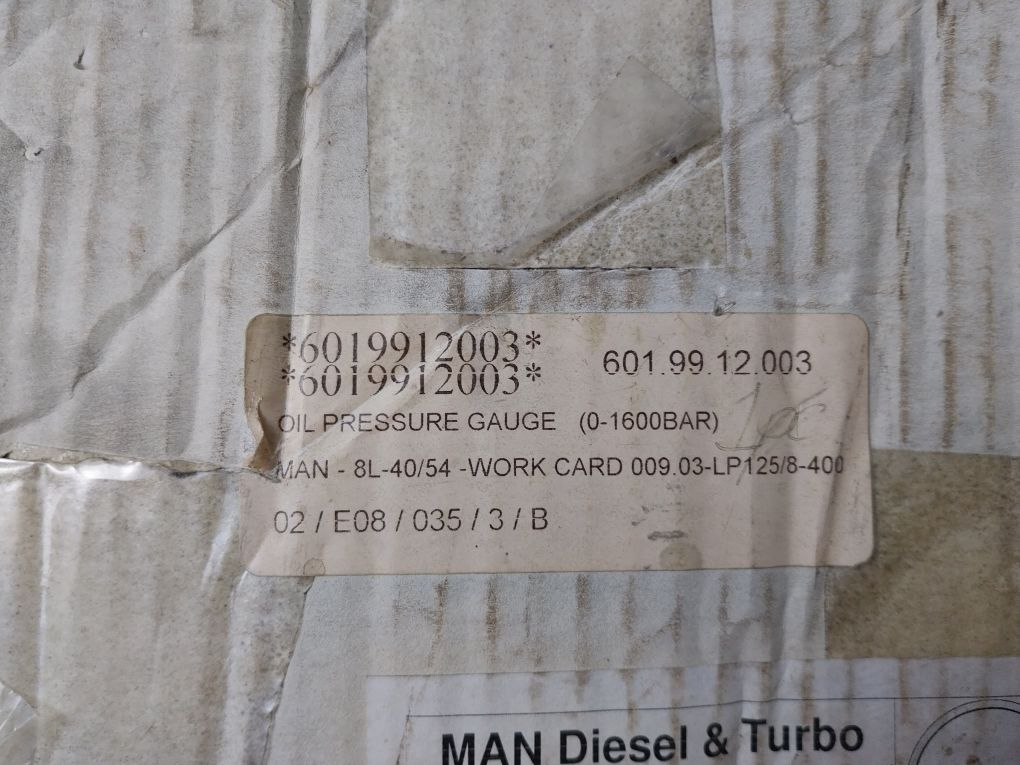 *6019912003*
*6019912003*
601.99.12.003
OIL PRESSURE GAUGE (0-1600BAR)
MAN - 8L-40/54 -WORK CARD 009.03-LP125/8-400
02 / E08 / 035 / 3 / B
MAN Diesel & Turbo